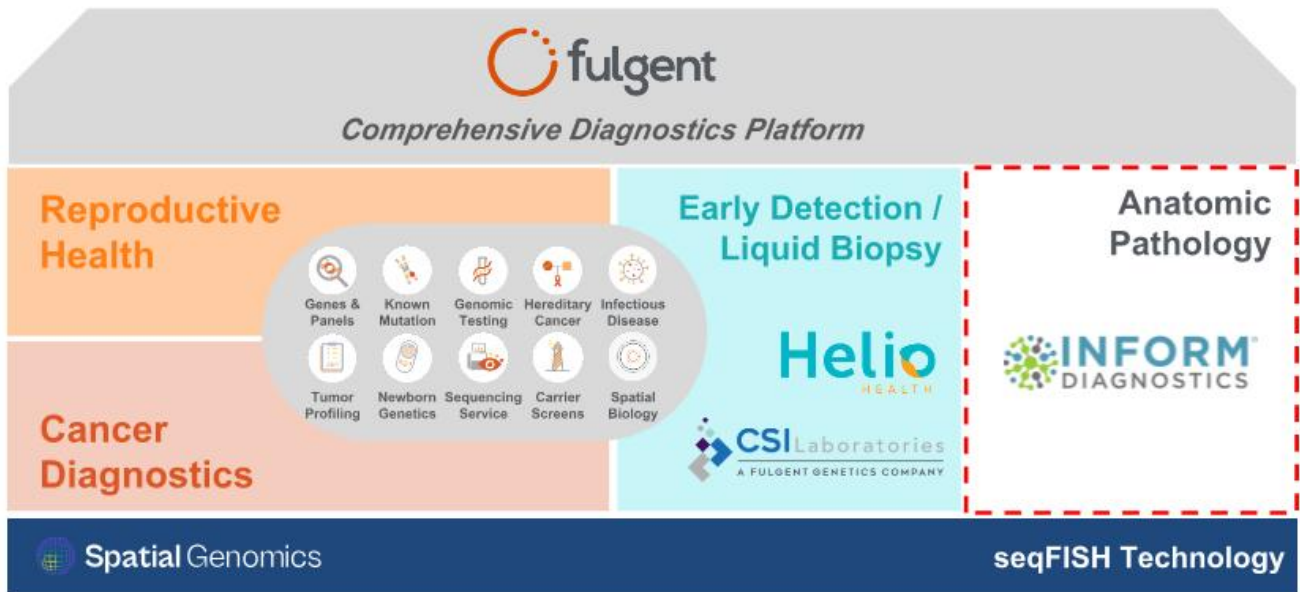 fulgent
Comprehensive Diagnostics Platform
Reproductive
Health
Genes &
Panels
Known
Mutation
Genomic
Testing
Hereditary
Cancer
Infectious
Disease
Tumor
Profiling
Newborn
Genetics
Sequencing
Service
Carrier
Screens
Spatial
Biology
Cancer
Diagnostics
Early Detection /
Liquid Biopsy
Helio
HEALTH
CSI Laboratories
A FULGENT GENETICS COMPANY
Anatomic
Pathology
INFORM
DIAGNOSTICS
Spatial Genomics
seqFISH Technology